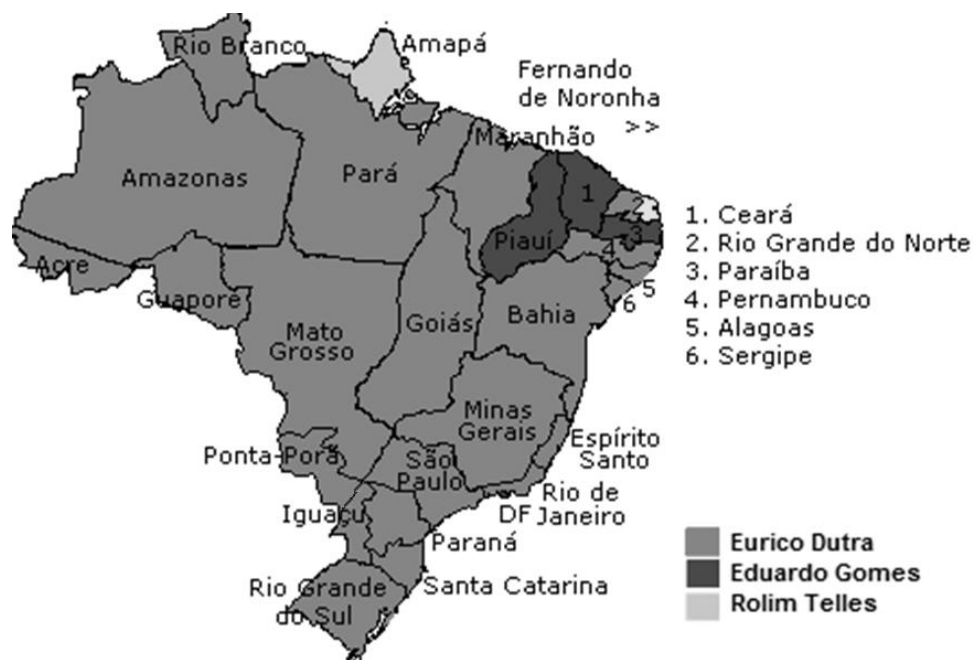 Rio Branco
Amapá
Fernando
de Noronha
>>
Maranhão
Amazonas
Pará
1
2
Piauí
3
4
5
6
Acre
Guaporé
Mato
Grosso
Goiás
Bahia
1. Ceará
2. Rio Grande do Norte
3. Paraíba
4. Pernambuco
5. Alagoas
6. Sergipe
Minas
Gerais
Espírito
Santo
Ponta-Porã
São
Paulo
Rio de
Janeiro
DF
Iguaçu
Paraná
Rio Grande
do Sul
Santa Catarina
Eurico Dutra
Eduardo Gomes
Rolim Telles